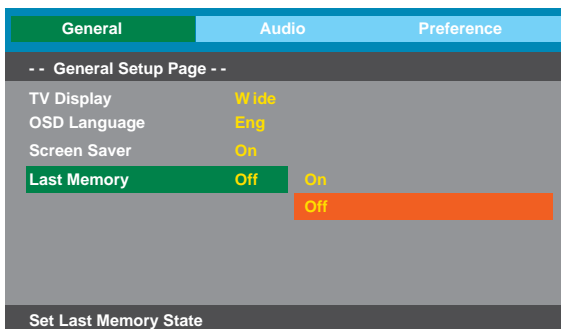 General Audio Preference
- - General Setup Page - -
TV Display Wide
OSD Language Eng
Screen Saver On
Last Memory Off On
Off
Set Last Memory State